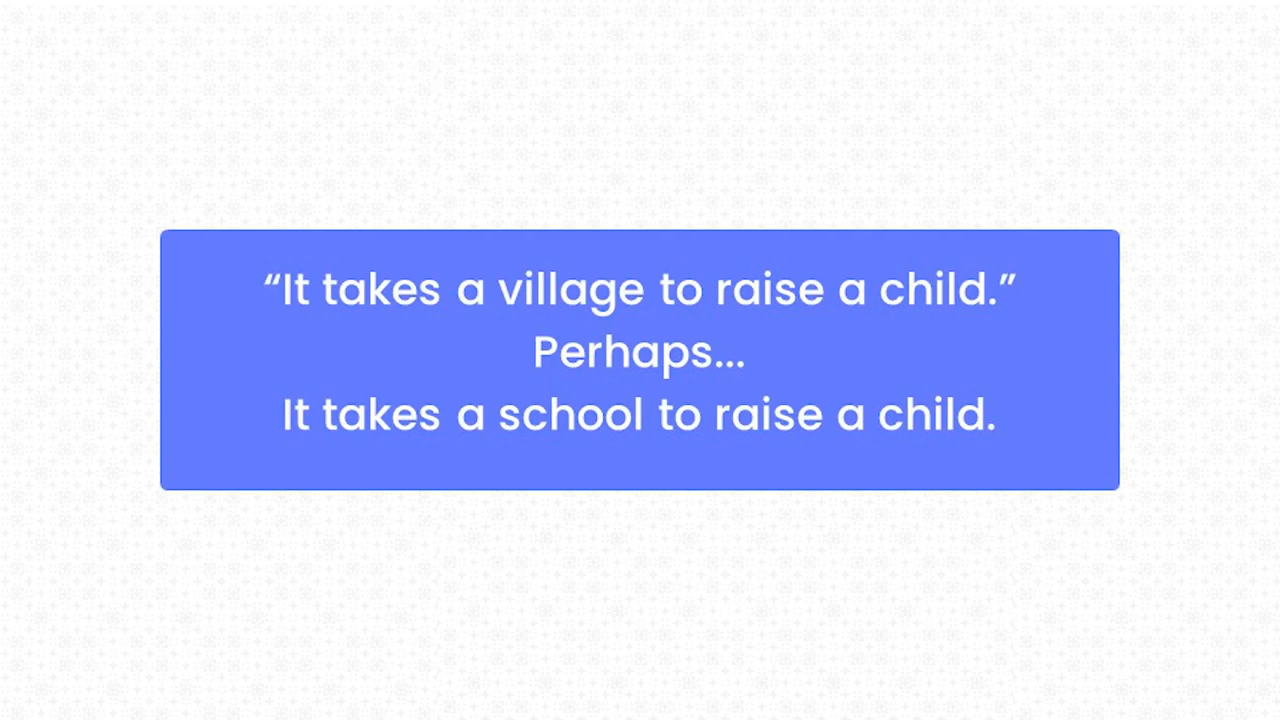 “It takes a village to raise a child.”
Perhaps...
It takes a school to raise a child.